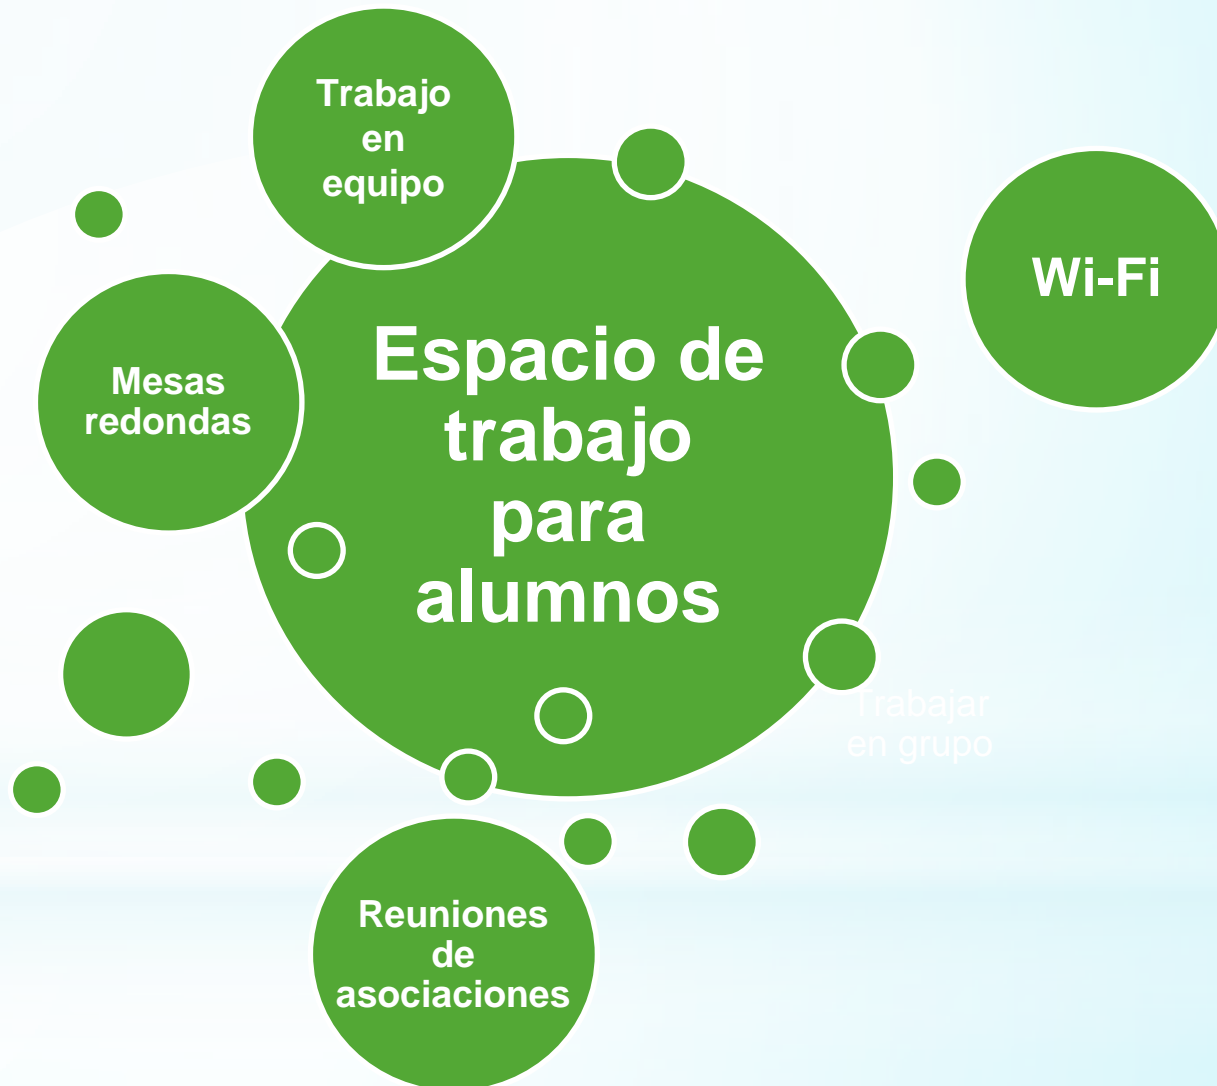 Trabajo
en
equipo
Wi-Fi
Mesas
redondas
Espacio de
trabajo
para
alumnos
Trabajar
en grupo
Reuniones
de
asociaciones